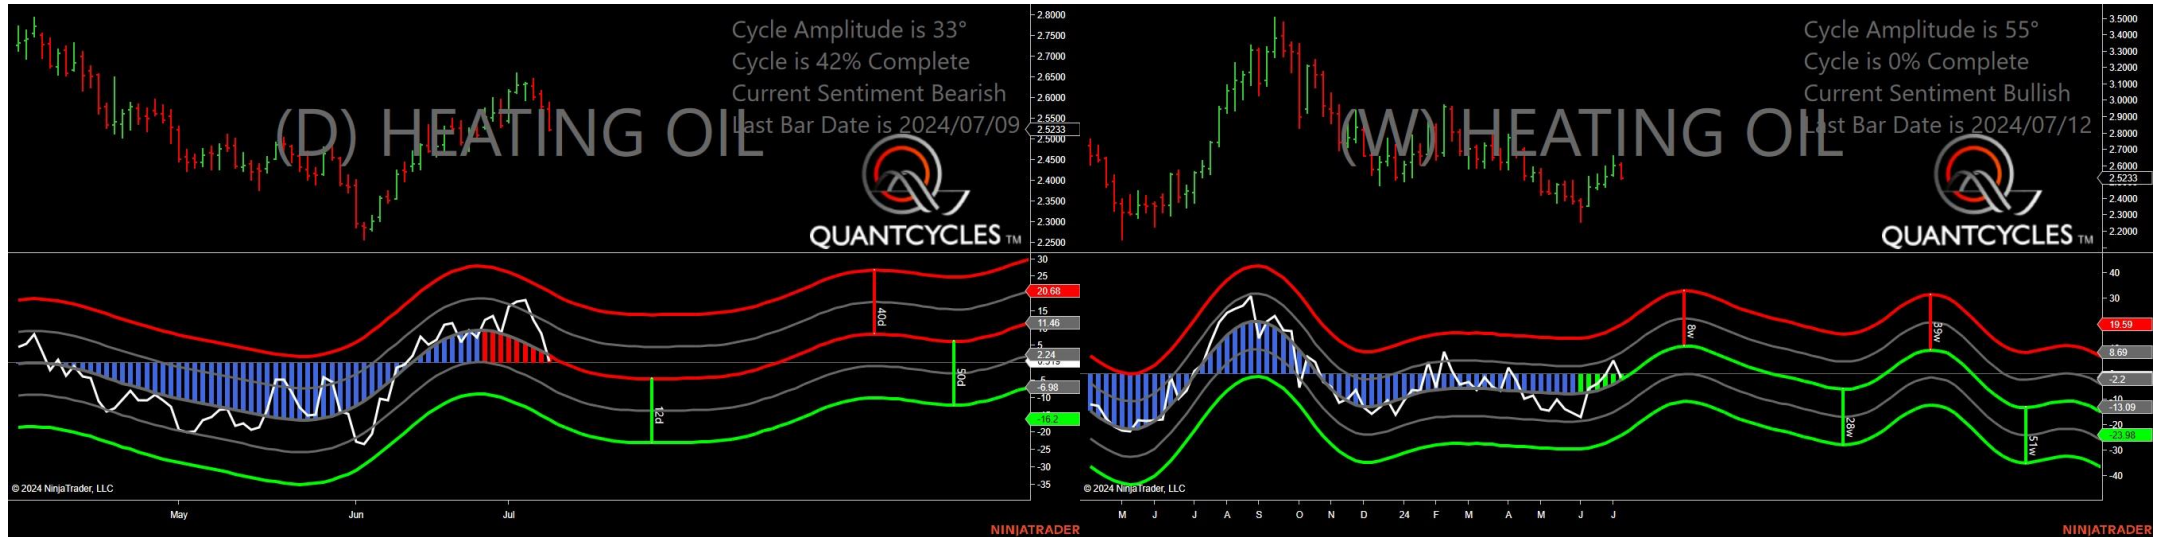 Cycle Amplitude is 33°
Cycle is 42% Complete
Current Sentiment Bearish
Last Bar Date is 2024/07/09
(D) HEATING OIL
QUANTCYCLES TM
2.8000
2.7500
2.7000
2.6500
2.6000
2.5500
2.5233
2.4500
2.4000
2.3500
2.3000
2.2500
30
25
20.68
15
11.46
5
2.24
-6.98
-10
-16.2
-20
-25
-30
-35
40d
12d
50d
© 2024 NinjaTrader, LLC
May
Jun
Jul
NINJATRADER
Cycle Amplitude is 55°
Cycle is 0% Complete
Current Sentiment Bullish
Last Bar Date is 2024/07/12
(W) HEATING OIL
QUANTCYCLES TM
3.5000
3.4000
3.3000
3.2000
3.1000
3.0000
2.9000
2.8000
2.7000
2.6000
2.5233
2.4000
2.3000
2.2000
40
30
19.59
8.69
-2.2
-13.09
-20
-23.98
-30
-40
8w
39w
28w
51w
© 2024 NinjaTrader, LLC
M J J A S O N D 24 F M A M J J
NINJATRADER